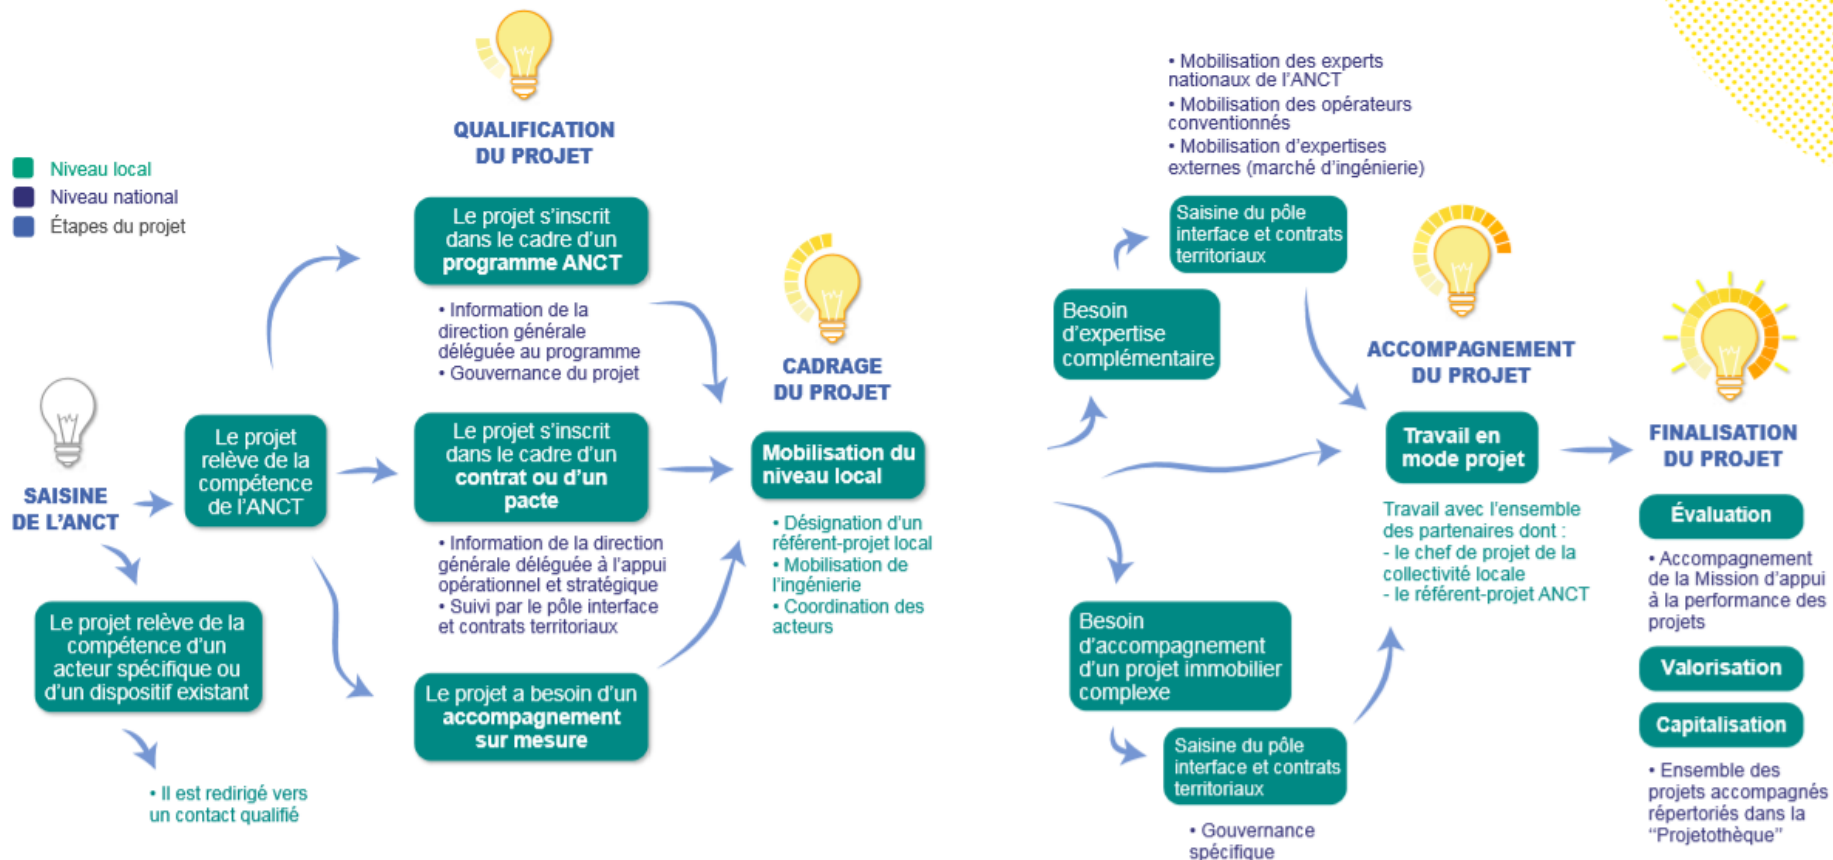 Niveau local
Niveau national
Étapes du projet
SAISINE
DE L'ANCT
Le projet
relève de la
compétence
de l'ANCT
Le projet relève de la
compétence d'un
acteur spécifique ou
d'un dispositif existant
• Il est redirigé vers
un contact qualifié
QUALIFICATION
DU PROJET
Le projet s'inscrit
dans le cadre d'un
programme ANCT
• Information de la
direction générale
déléguée au programme
• Gouvernance du projet
Le projet s'inscrit
dans le cadre d'un
contrat ou d'un
pacte
• Information de la direction
générale déléguée à l'appui
opérationnel et stratégique
• Suivi par le pôle interface
et contrats territoriaux
Le projet a besoin d'un
accompagnement
sur mesure
CADRAGE
DU PROJET
Mobilisation du
niveau local
• Désignation d'un
référent-projet local
• Mobilisation de
l'ingénierie
• Coordination des
acteurs
• Mobilisation des experts
nationaux de l'ANCT
• Mobilisation des opérateurs
conventionnés
• Mobilisation d'expertises
externes (marché d'ingénierie)
Saisine du pôle
interface et contrats
territoriaux
Besoin
d'expertise
complémentaire
Besoin
d'accompagnement
d'un projet immobilier
complexe
Saisine du pôle
interface et contrats
territoriaux
• Gouvernance
spécifique
ACCOMPAGNEMENT
DU PROJET
Travail en
mode projet
Travail avec l'ensemble
des partenaires dont :
- le chef de projet de la
collectivité locale
- le référent-projet ANCT
FINALISATION
DU PROJET
Évaluation
• Accompagnement
de la Mission d'appui
à la performance des
projets
Valorisation
Capitalisation
• Ensemble des
projets accompagnés
répertoriés dans la
“Projetothèque”